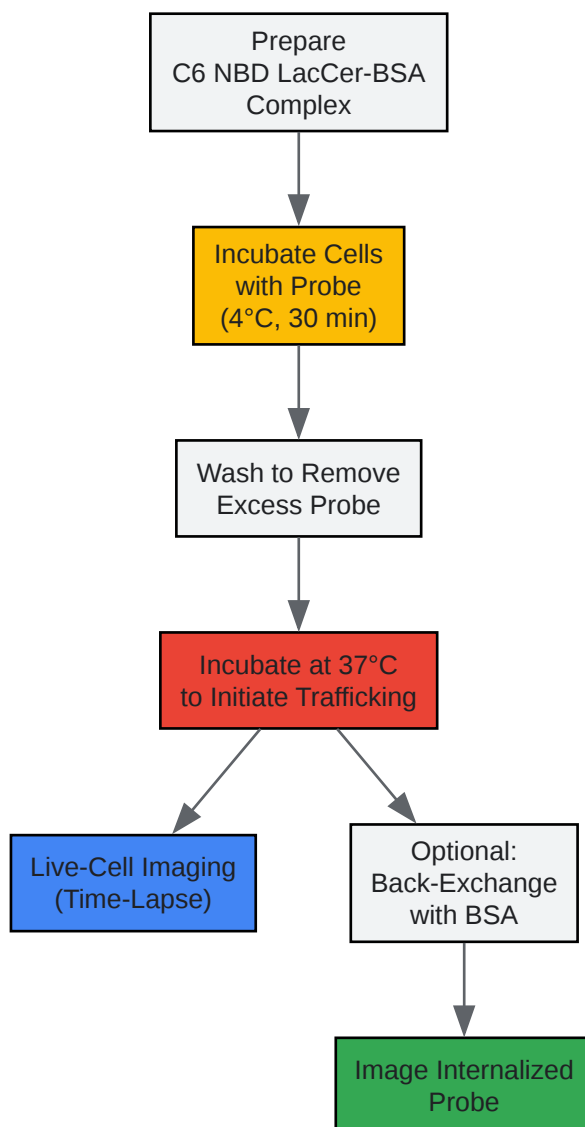 Prepare
C6 NBD LacCer-BSA
Complex
Incubate Cells
with Probe
(4°C, 30 min)
Wash to Remove
Excess Probe
Incubate at 37°C
to Initiate Trafficking
Live-Cell Imaging
(Time-Lapse)
Optional:
Back-Exchange
with BSA
Image Internalized
Probe